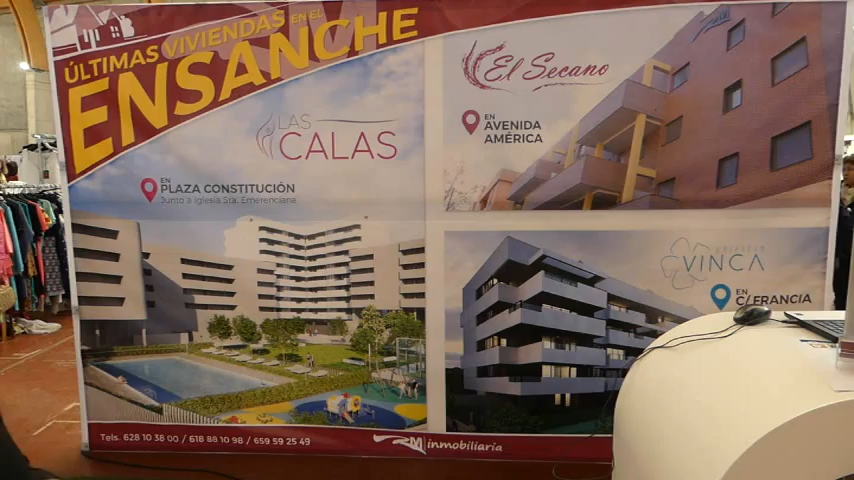 ÚLTIMAS VIVIENDAS EN EL
ENSANCHE
LAS
CALAS
EN
PLAZA CONSTITUCIÓN
Junto a Iglesia Sta. Emerenciana
El Secano
EN
AVENIDA
AMÉRICA
VINCA
EN
C/ FRANCIA
Tels. 628 10 38 00 / 618 88 10 98 / 659 59 25 49
RM inmobiliaria